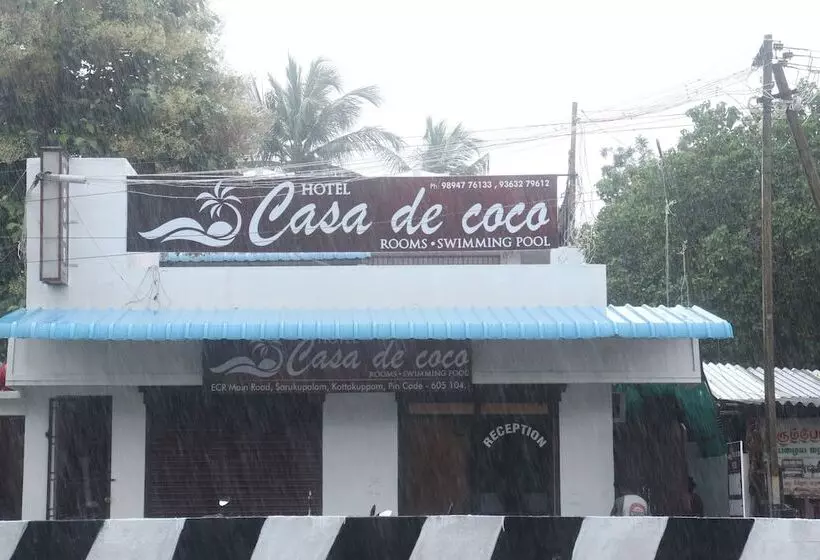 HOTEL
Ph: 98947 76133 , 93632 79612
Casa de coco
ROOMS • SWIMMING POOL
Casa de coco
ROOMS • SWIMMING POOL
ECR Main Road, Sarukupalam, Kottakuppam, Pin Code - 605 104.
RECEPTION